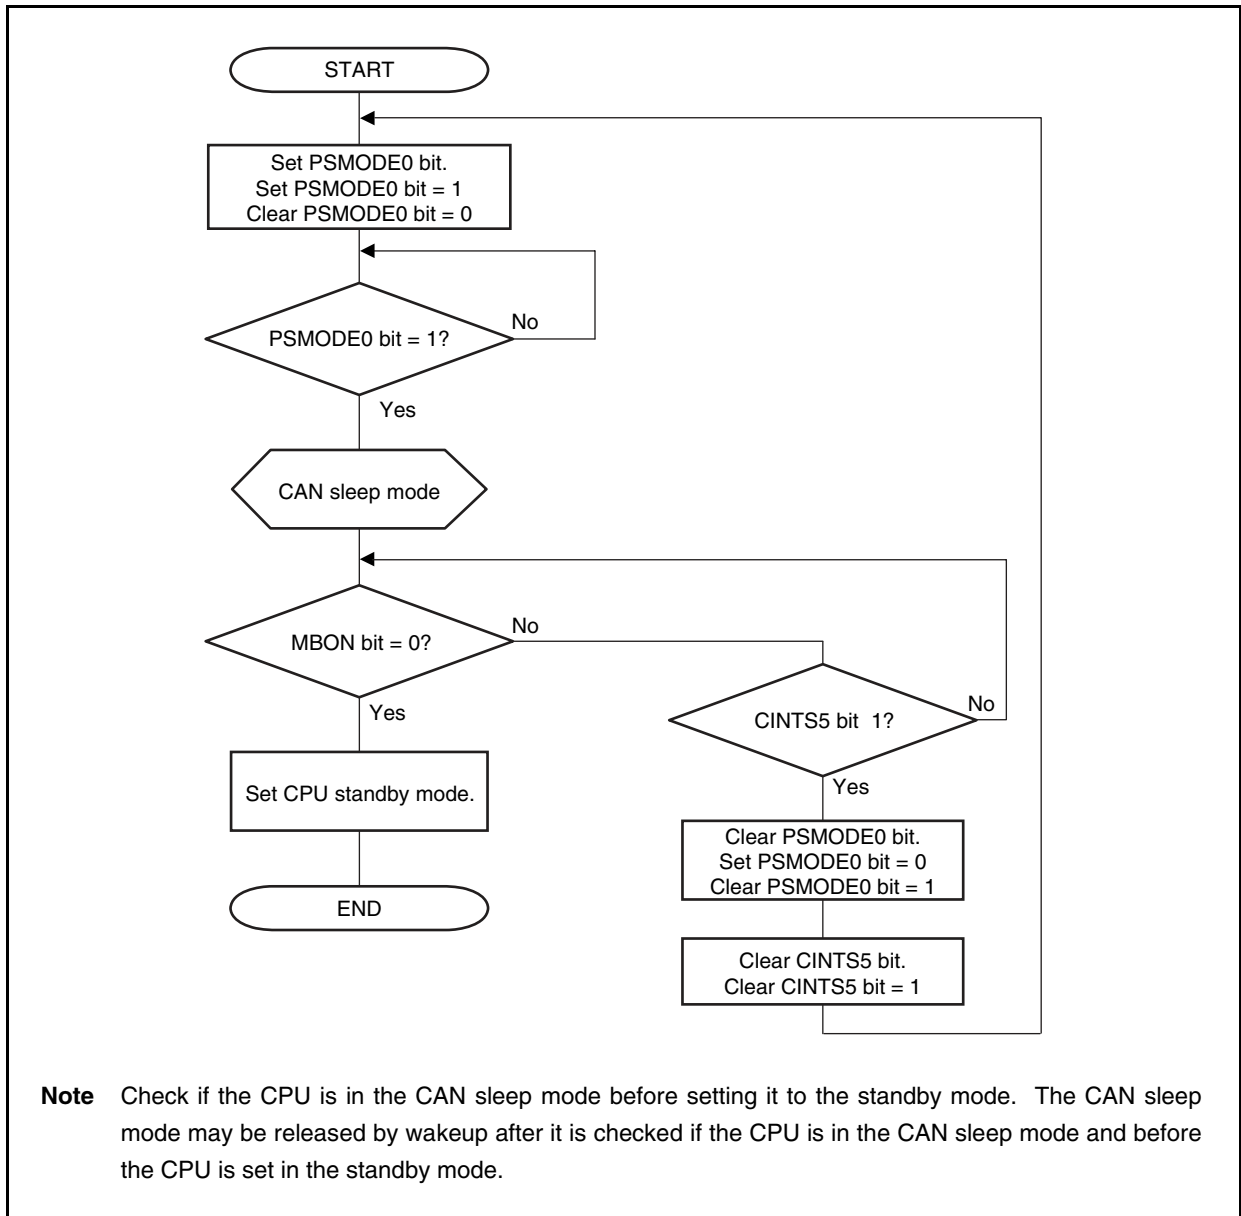 START
Set PSMODE0 bit.
Set PSMODE0 bit = 1
Clear PSMODE0 bit = 0
No
PSMODE0 bit = 1?
Yes
CAN sleep mode
No
MBON bit = 0?
No
CINTS5 bit  1?
Yes
Yes
Set CPU standby mode.
Clear PSMODE0 bit.
Set PSMODE0 bit = 0
Clear PSMODE0 bit = 1
END
Clear CINTS5 bit.
Clear CINTS5 bit = 1
Note Check if the CPU is in the CAN sleep mode before setting it to the standby mode. The CAN sleep
mode may be released by wakeup after it is checked if the CPU is in the CAN sleep mode and before
the CPU is set in the standby mode.